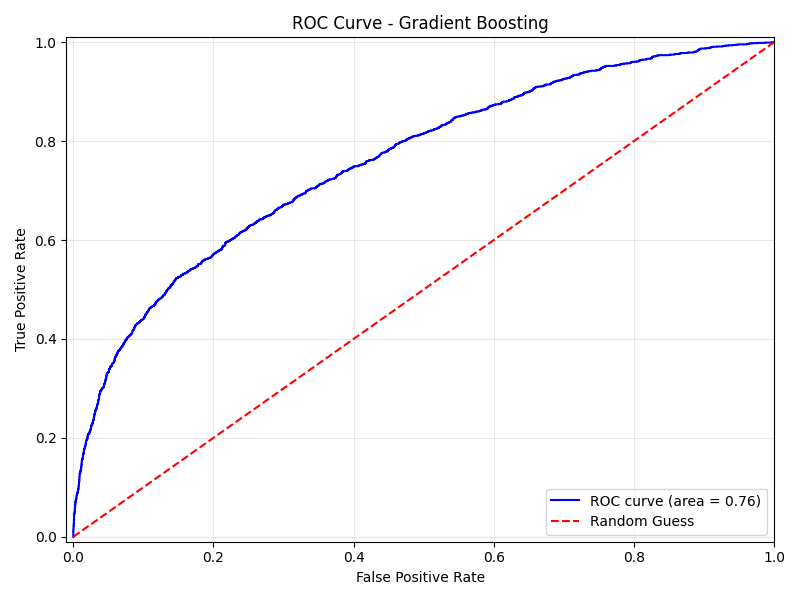 ROC Curve - Gradient Boosting
1.0
0.8
0.6
0.4
0.2
0.0
True Positive Rate
0.0 0.2 0.4 0.6 0.8 1.0
False Positive Rate
ROC curve (area = 0.76)
Random Guess